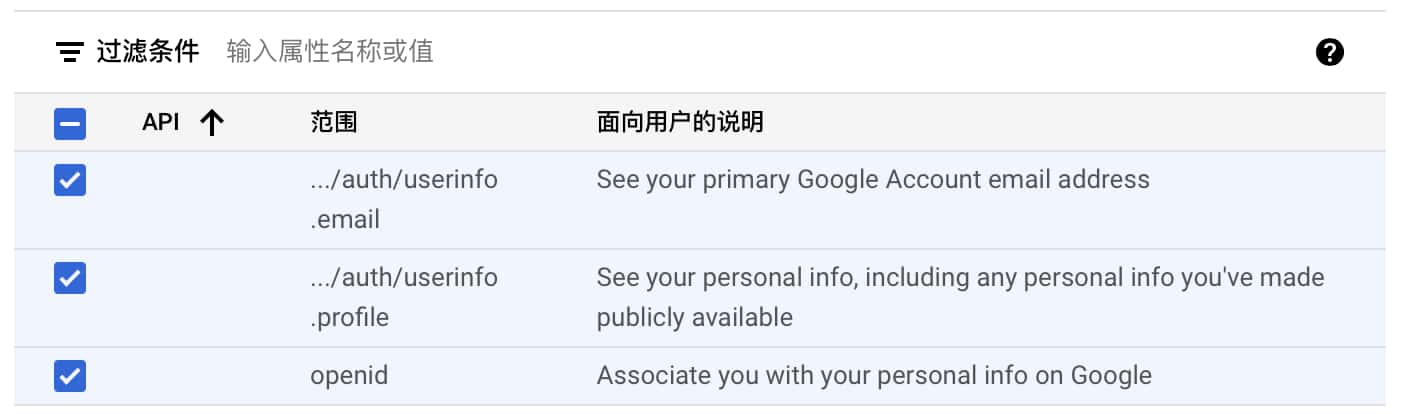 过滤条件 输入属性名称或值
API 范围 面向用户的说明
.../auth/userinfo See your primary Google Account email address
.email
.../auth/userinfo See your personal info, including any personal info you've made
.profile publicly available
openid Associate you with your personal info on Google